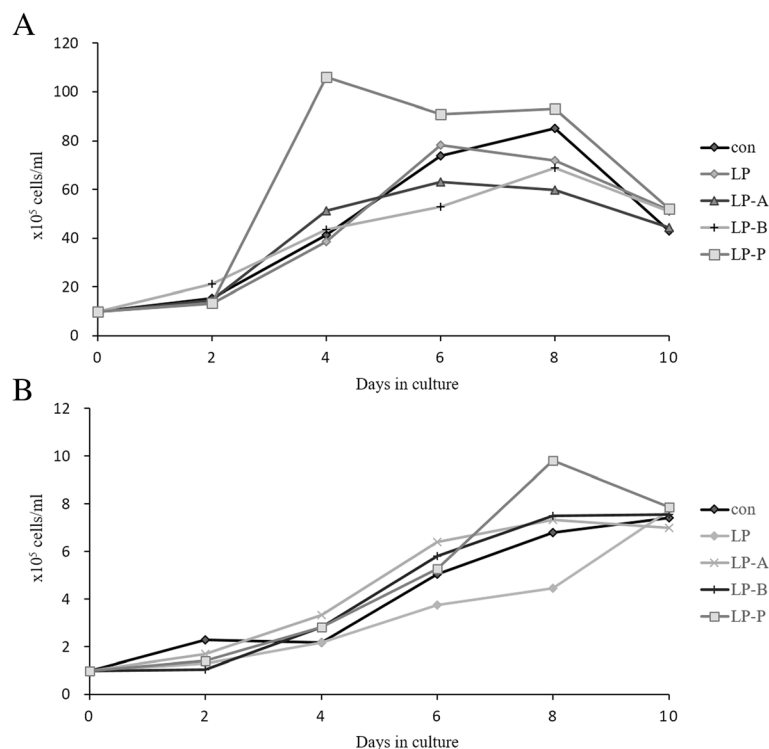 A
120
100
80
60
40
20
0
x10⁵ cells/ml
0 2 4 6 8 10
Days in culture
con
LP
LP-A
LP-B
LP-P
B
12
10
8
6
4
2
0
x10⁵ cells/ml
0 2 4 6 8 10
Days in culture
con
LP
LP-A
LP-B
LP-P